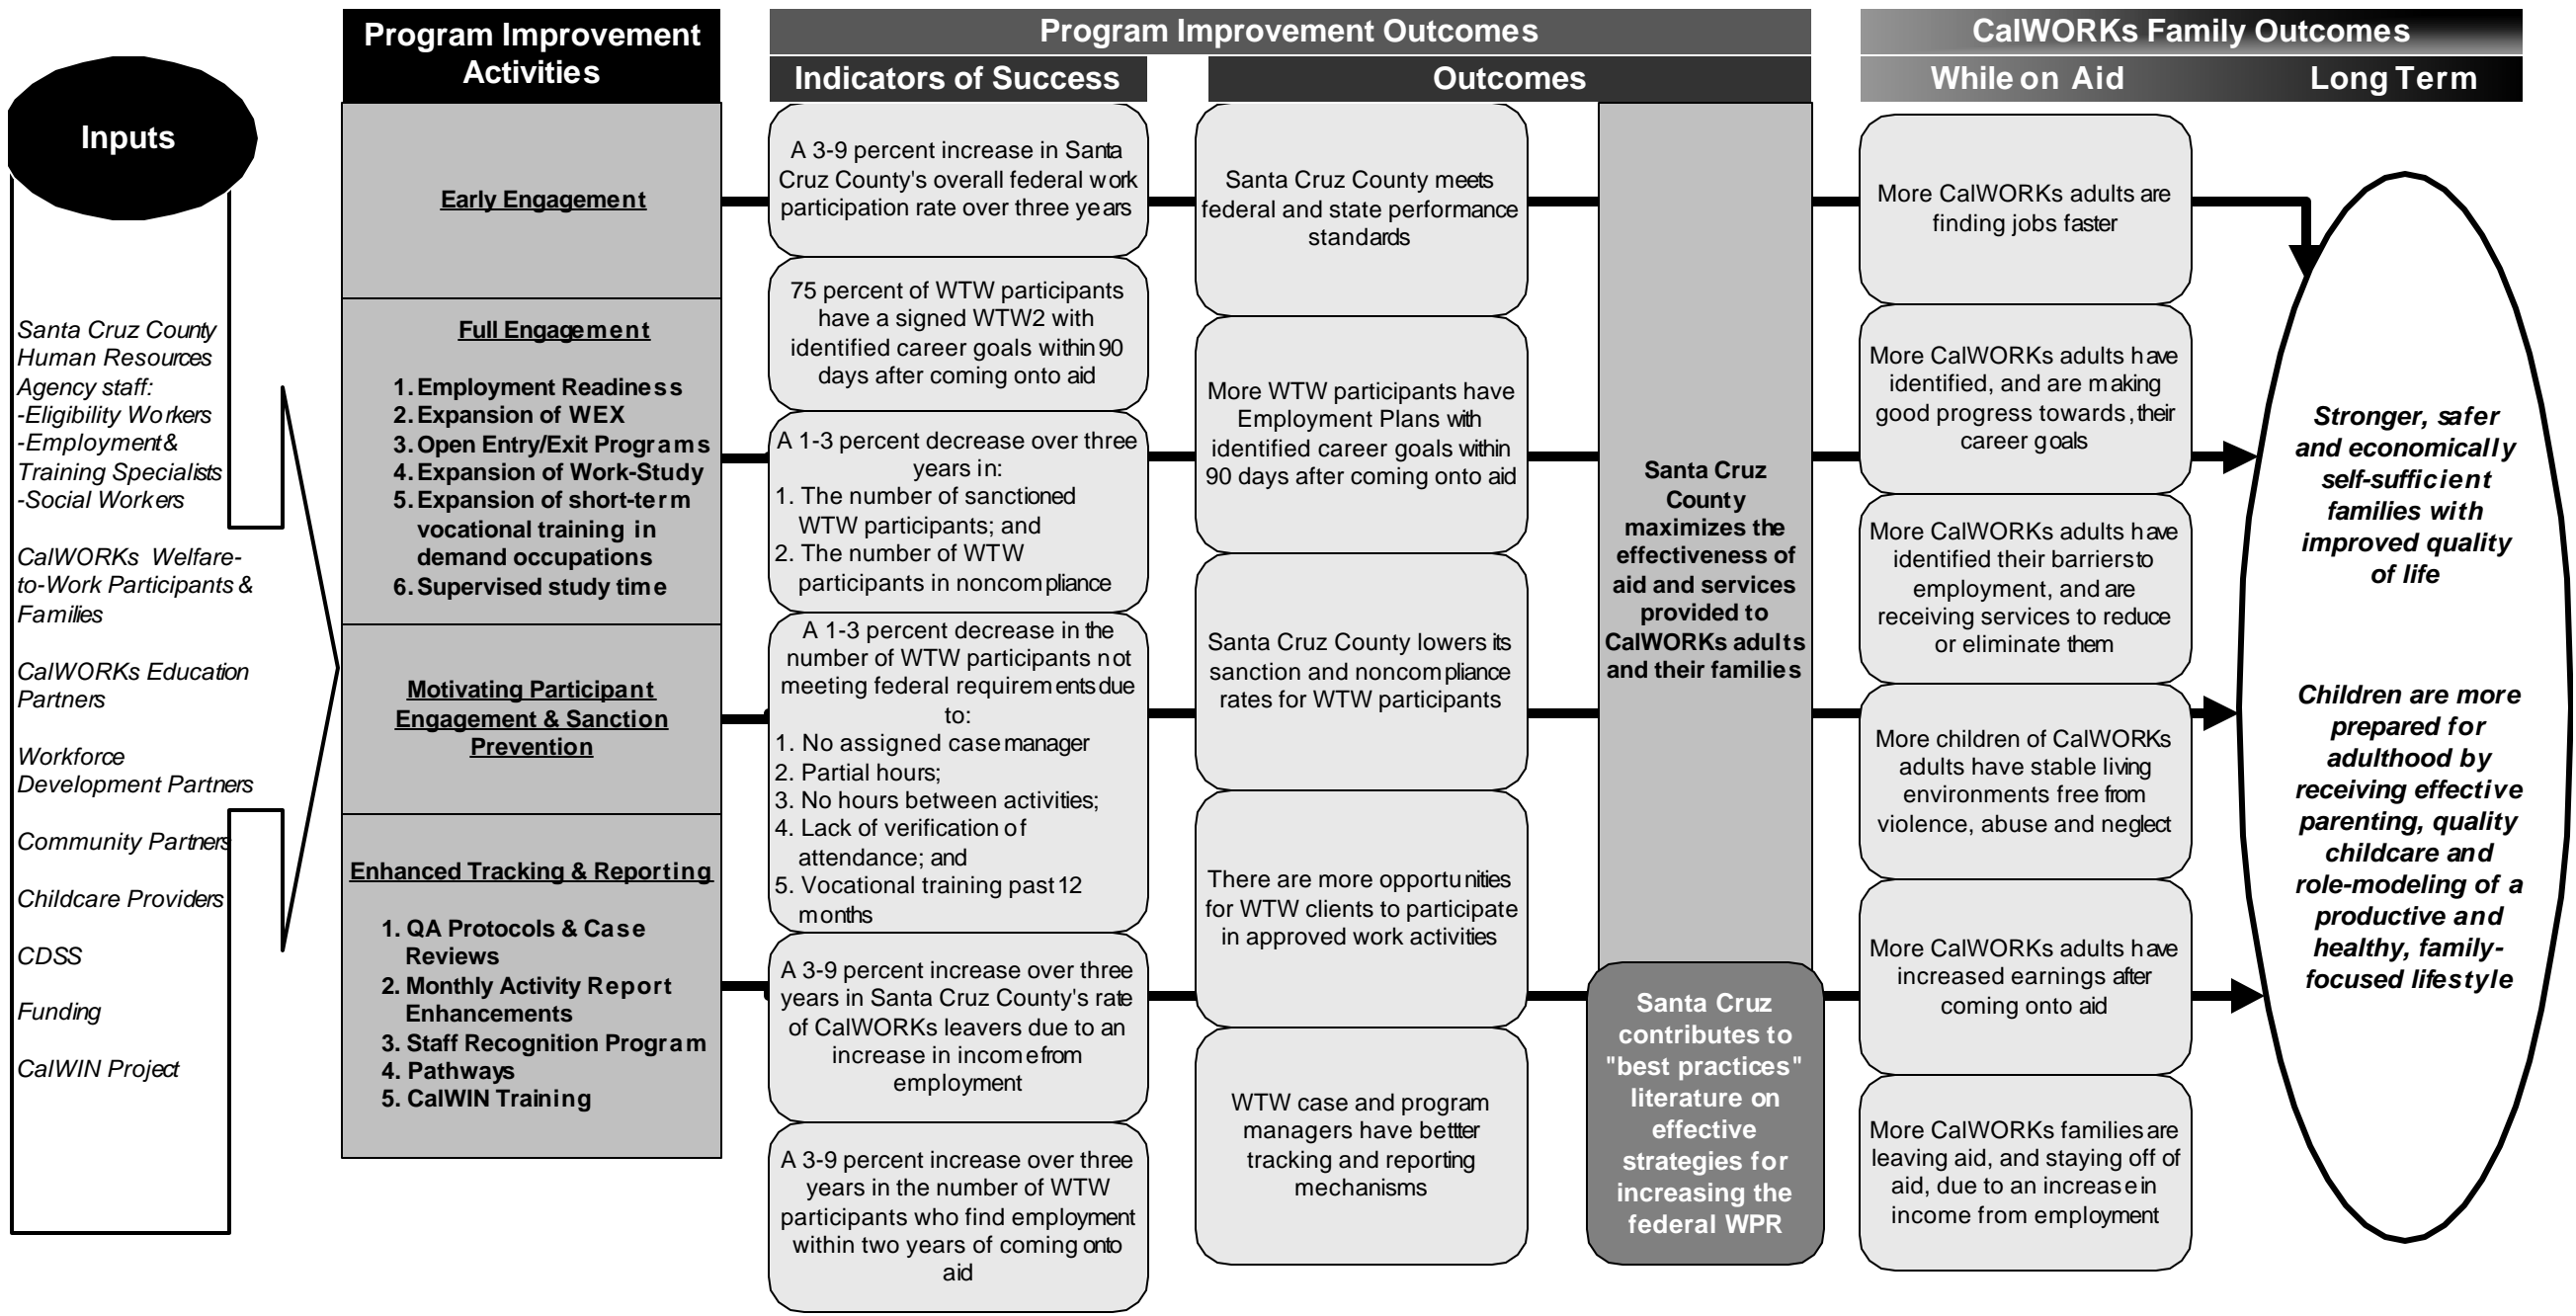 Inputs
Santa Cruz County
Human Resources
Agency staff:
-Eligibility Workers
-Employment &
Training Specialists
-Social Workers
CalWORKs Welfare-
to-Work Participants &
Families
CalWORKs Education
Partners
Workforce
Development Partners
Community Partners
Childcare Providers
CDSS
Funding
CalWIN Project
Program Improvement
Activities
Early Engagement
Full Engagement
1. Employment Readiness
2. Expansion of WEX
3. Open Entry/Exit Programs
4. Expansion of Work-Study
5. Expansion of short-term
vocational training in
demand occupations
6. Supervised study time
Motivating Participant
Engagement & Sanction
Prevention
Enhanced Tracking & Reporting
1. QA Protocols & Case
Reviews
2. Monthly Activity Report
Enhancements
3. Staff Recognition Program
4. Pathways
5. CalWIN Training
Program Improvement Outcomes
Indicators of Success
A 3-9 percent increase in Santa
Cruz County's overall federal work
participation rate over three years
75 percent of WTW participants
have a signed WTW2 with
identified career goals within 90
days after coming onto aid
A 1-3 percent decrease over three
years in:
1. The number of sanctioned
WTW participants; and
2. The number of WTW
participants in noncompliance
A 1-3 percent decrease in the
number of WTW participants not
meeting federal requirements due
to:
1. No assigned case manager
2. Partial hours;
3. No hours between activities;
4. Lack of verification of
attendance; and
5. Vocational training past 12
months
A 3-9 percent increase over three
years in Santa Cruz County's rate
of CalWORKs leavers due to an
increase in income from
employment
A 3-9 percent increase over three
years in the number of WTW
participants who find employment
within two years of coming onto
aid
Outcomes
Santa Cruz County meets
federal and state performance
standards
More WTW participants have
Employment Plans with
identified career goals within
90 days after coming onto aid
Santa Cruz County lowers its
sanction and noncompliance
rates for WTW participants
There are more opportunities
for WTW clients to participate
in approved work activities
WTW case and program
managers have bettter
tracking and reporting
mechanisms
Santa Cruz
County
maximizes the
effectiveness of
aid and services
provided to
CalWORKs adults
and their families
Santa Cruz
contributes to
"best practices"
literature on
effective
strategies for
increasing the
federal WPR
CalWORKs Family Outcomes
While on Aid
More CalWORKs adults are
finding jobs faster
More CalWORKs adults have
identified, and are making
good progress towards, their
career goals
More CalWORKs adults have
identified their barriers to
employment, and are
receiving services to reduce
or eliminate them
More children of CalWORKs
adults have stable living
environments free from
violence, abuse and neglect
More CalWORKs adults have
increased earnings after
coming onto aid
More CalWORKs families are
leaving aid, and staying off of
aid, due to an increase in
income from employment
Long Term
Stronger, safer
and economically
self-sufficient
families with
improved quality
of life
Children are more
prepared for
adulthood by
receiving effective
parenting, quality
childcare and
role-modeling of a
productive and
healthy, family-
focused lifestyle